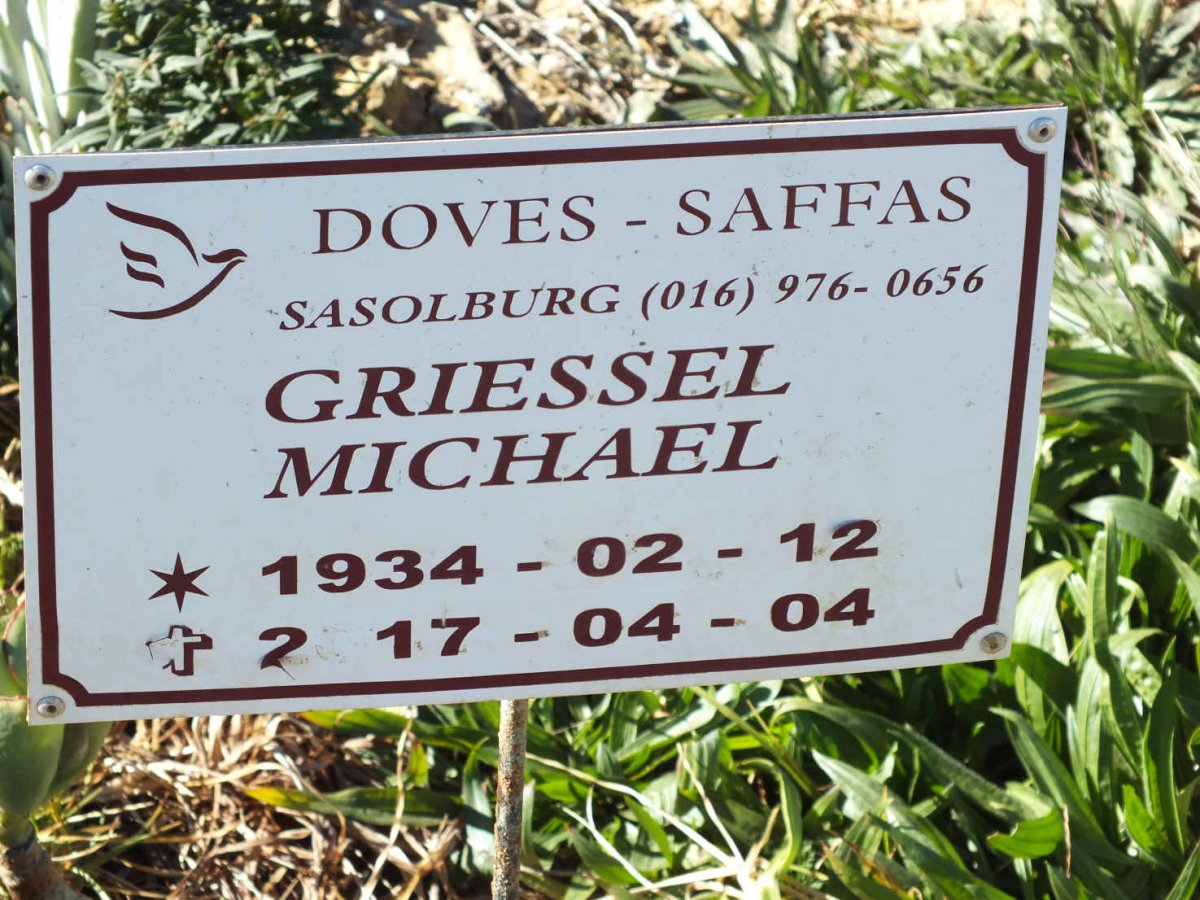 DOVES - SAFFAS
SASOLBURG (016) 976- 0656
GRIESSEL
MICHAEL
1934 - 02 - 12
2 17 - 04 - 04